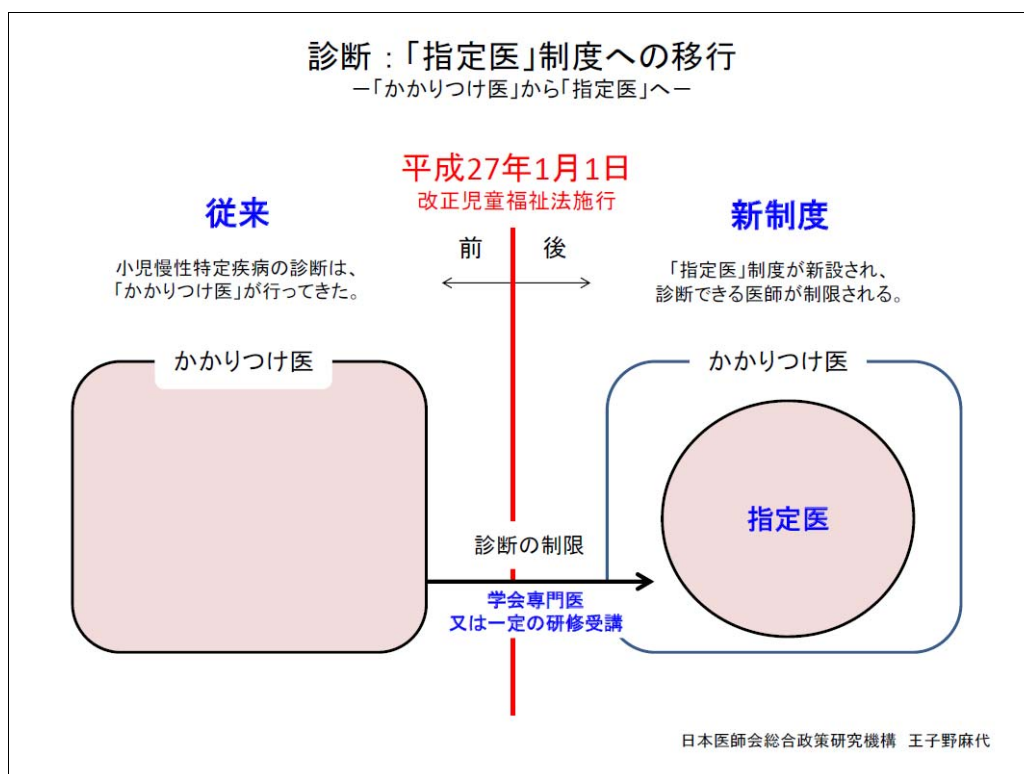 診断：「指定医」制度への移行
－「かかりつけ医」から「指定医」へ－
平成27年1月1日
改正児童福祉法施行
従来
新制度
前
後
小児慢性特定疾病の診断は、
「かかりつけ医」が行ってきた。
「指定医」制度が新設され、
診断できる医師が制限される。
かかりつけ医
かかりつけ医
指定医
診断の制限
学会専門医
又は一定の研修受講
日本医師会総合政策研究機構 王子野麻代